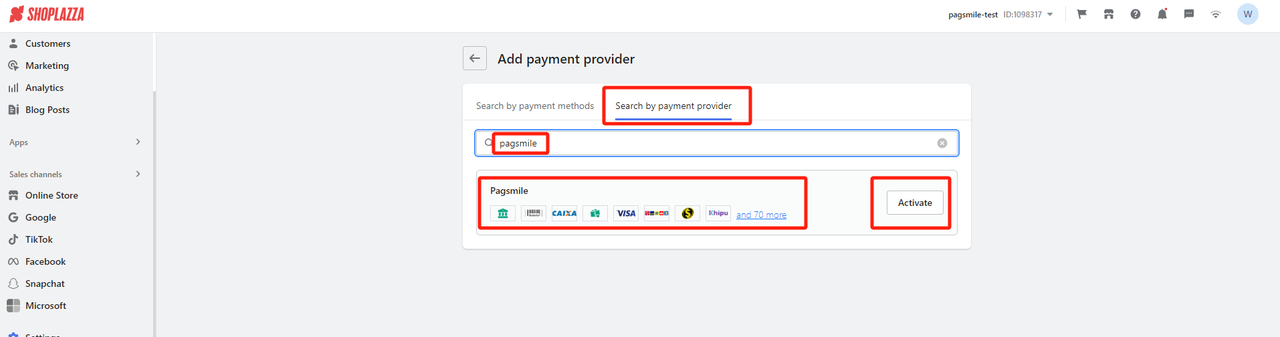 SHOPLAZZA
pagsmile-test ID:1098317
W
Customers
Marketing
Analytics
Blog Posts
Apps
Sales channels
Online Store
Google
TikTok
Facebook
Snapchat
Microsoft
Settings
Add payment provider
Search by payment methods
Search by payment provider
pagsmile
Pagsmile
CAIXA
VISA
khipu
and 70 more
Activate